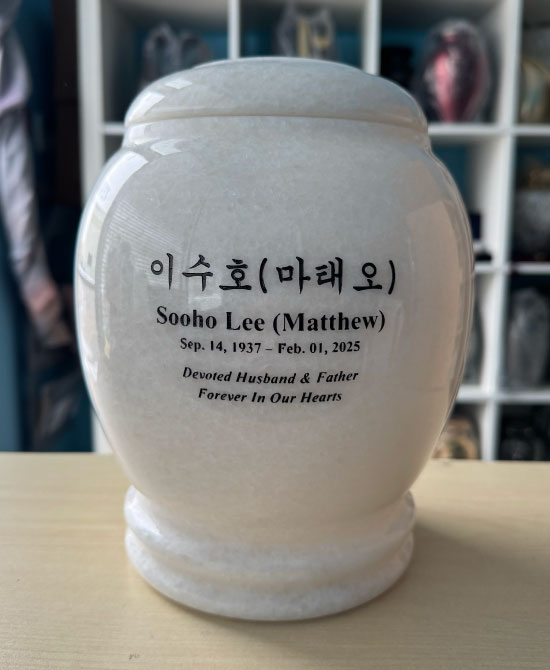 이수호(마태오)
Sooho Lee (Matthew)
Sep. 14, 1937 – Feb. 01, 2025
Devoted Husband & Father
Forever In Our Hearts